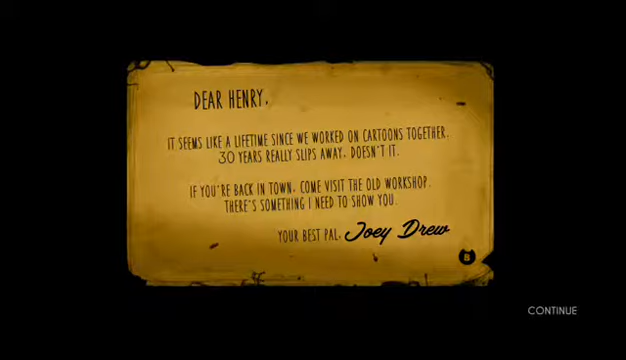 DEAR HENRY,
IT SEEMS LIKE A LIFETIME SINCE WE WORKED ON CARTOONS TOGETHER.
30 YEARS REALLY SLIPS AWAY, DOESN'T IT.
IF YOU'RE BACK IN TOWN, COME VISIT THE OLD WORKSHOP.
THERE'S SOMETHING I NEED TO SHOW YOU.
YOUR BEST PAL, Joey Drew
B
CONTINUE